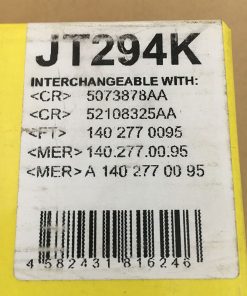 JT294K
INTERCHANGEABLE WITH:
<CR> 5073878AA
<CR> 52108325AA
<FT> 140 277 0095
<MER> 140.277.00.95
<MER> A 140 277 00 95
4 582431 816246